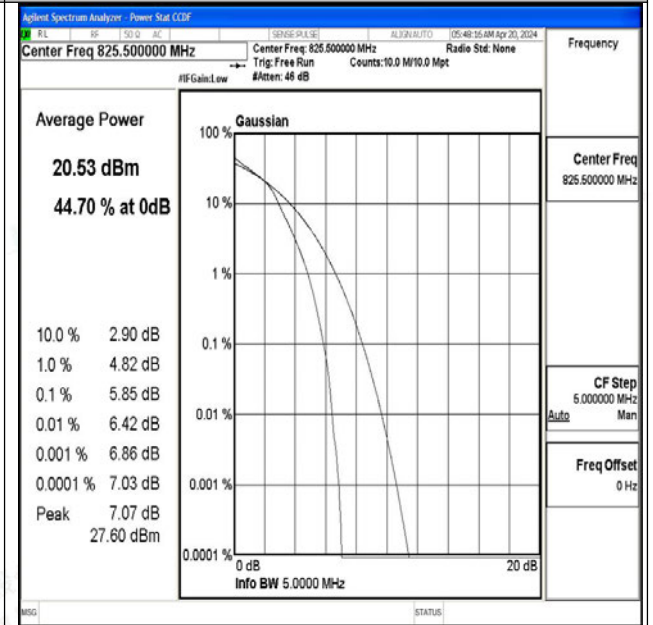 Agilent Spectrum Analyzer - Power Stat CCDF
RL RF 50 Ω AC SENSE:PULSE ALIGN AUTO 05:48:16 AM Apr 20, 2024
Center Freq 825.500000 MHz
Center Freq: 825.500000 MHz Radio Std: None
Trig: Free Run Counts:10.0 M/10.0 Mpt
#IFGain:Low #Atten: 46 dB
Frequency
Average Power
20.53 dBm
44.70 % at 0dB
10.0 % 2.90 dB
1.0 % 4.82 dB
0.1 % 5.85 dB
0.01 % 6.42 dB
0.001 % 6.86 dB
0.0001 % 7.03 dB
Peak 7.07 dB
27.60 dBm
Gaussian
100 %
10 %
1 %
0.1 %
0.01 %
0.001 %
0.0001 %
0 dB 20 dB
Info BW 5.0000 MHz
Center Freq
825.500000 MHz
CF Step
5.000000 MHz
Auto Man
Freq Offset
0 Hz
MSG STATUS